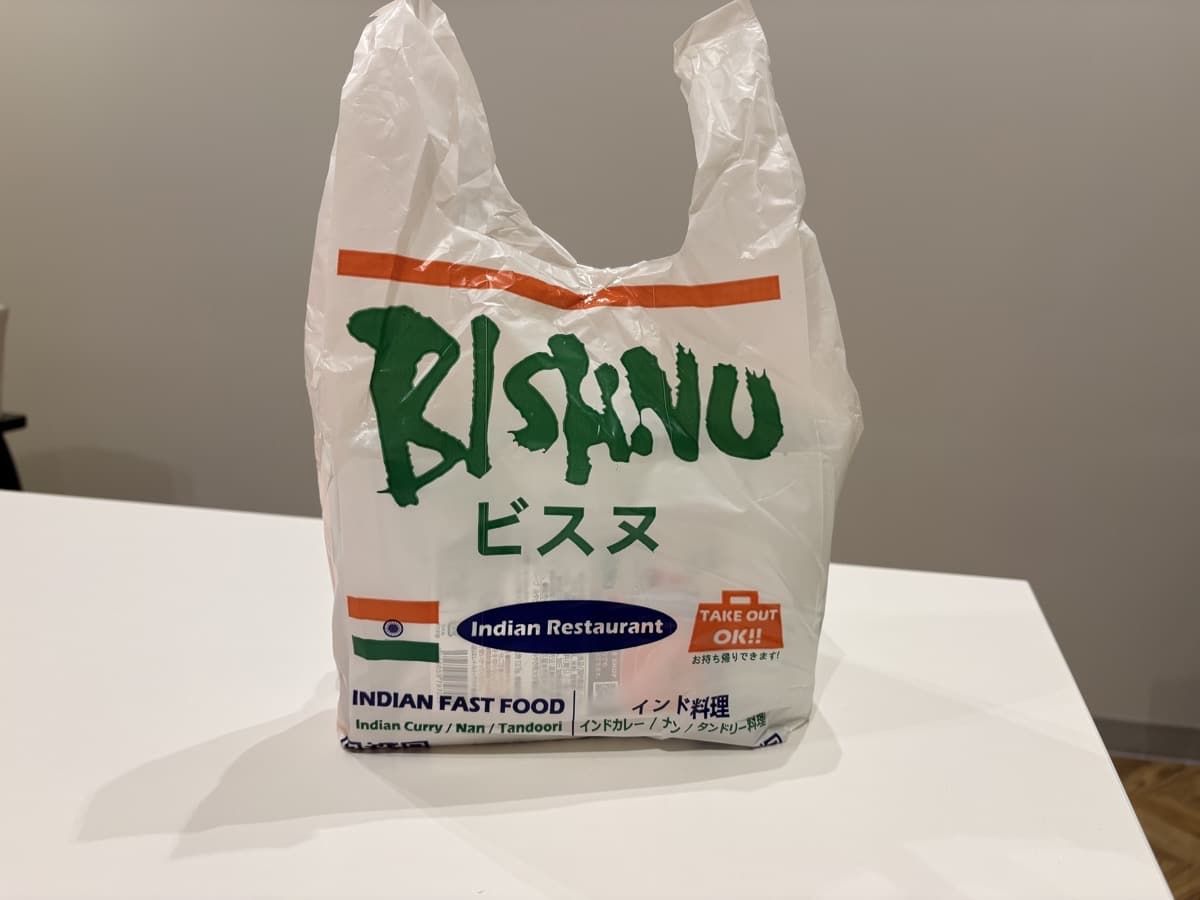 BISHNU
ビスヌ
Indian Restaurant
TAKE OUT
OK!!
お持ち帰りできます!
INDIAN FAST FOOD
Indian Curry / Nan / Tandoori
インド料理
インドカレー / ナン / タンドリー料理